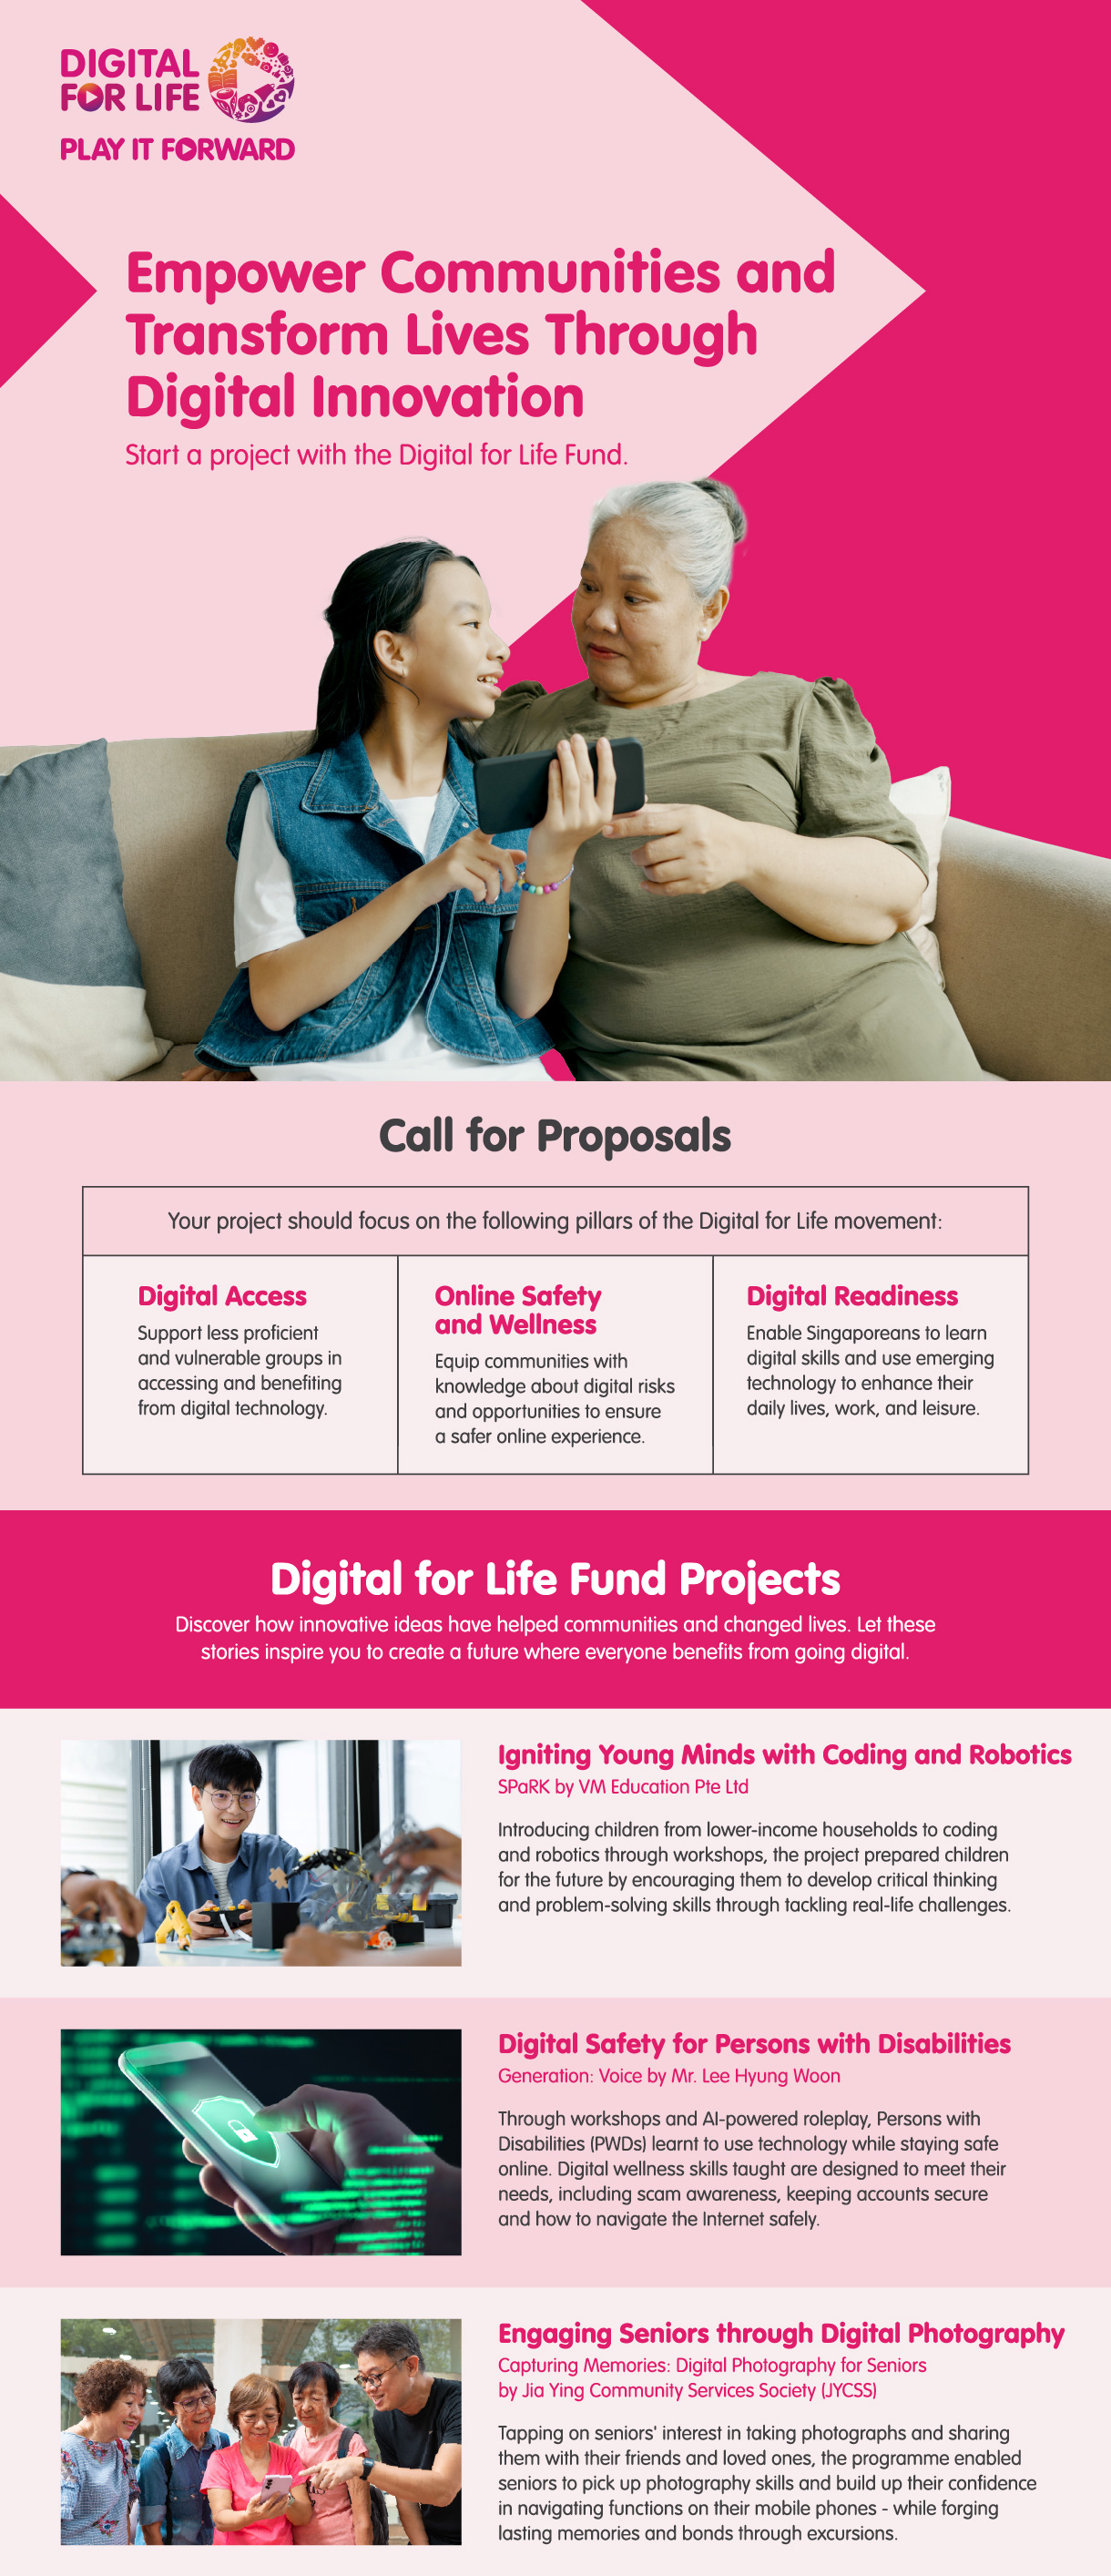 DIGITAL
FOR LIFE
PLAY IT FORWARD
Empower Communities and
Transform Lives Through
Digital Innovation
Start a project with the Digital for Life Fund.
Call for Proposals
Your project should focus on the following pillars of the Digital for Life movement:
Digital Access
Support less proficient
and vulnerable groups in
accessing and benefiting
from digital technology.
Online Safety
and Wellness
Equip communities with
knowledge about digital risks
and opportunities to ensure
a safer online experience.
Digital Readiness
Enable Singaporeans to learn
digital skills and use emerging
technology to enhance their
daily lives, work, and leisure.
Digital for Life Fund Projects
Discover how innovative ideas have helped communities and changed lives. Let these
stories inspire you to create a future where everyone benefits from going digital.
Igniting Young Minds with Coding and Robotics
SPaRK by VM Education Pte Ltd
Introducing children from lower-income households to coding
and robotics through workshops, the project prepared children
for the future by encouraging them to develop critical thinking
and problem-solving skills through tackling real-life challenges.
Digital Safety for Persons with Disabilities
Generation: Voice by Mr. Lee Hyung Woon
Through workshops and AI-powered roleplay, Persons with
Disabilities (PWDs) learnt to use technology while staying safe
online. Digital wellness skills taught are designed to meet their
needs, including scam awareness, keeping accounts secure
and how to navigate the Internet safely.
Engaging Seniors through Digital Photography
Capturing Memories: Digital Photography for Seniors
by Jia Ying Community Services Society (JYCSS)
Tapping on seniors' interest in taking photographs and sharing
them with their friends and loved ones, the programme enabled
seniors to pick up photography skills and build up their confidence
in navigating functions on their mobile phones - while forging
lasting memories and bonds through excursions.